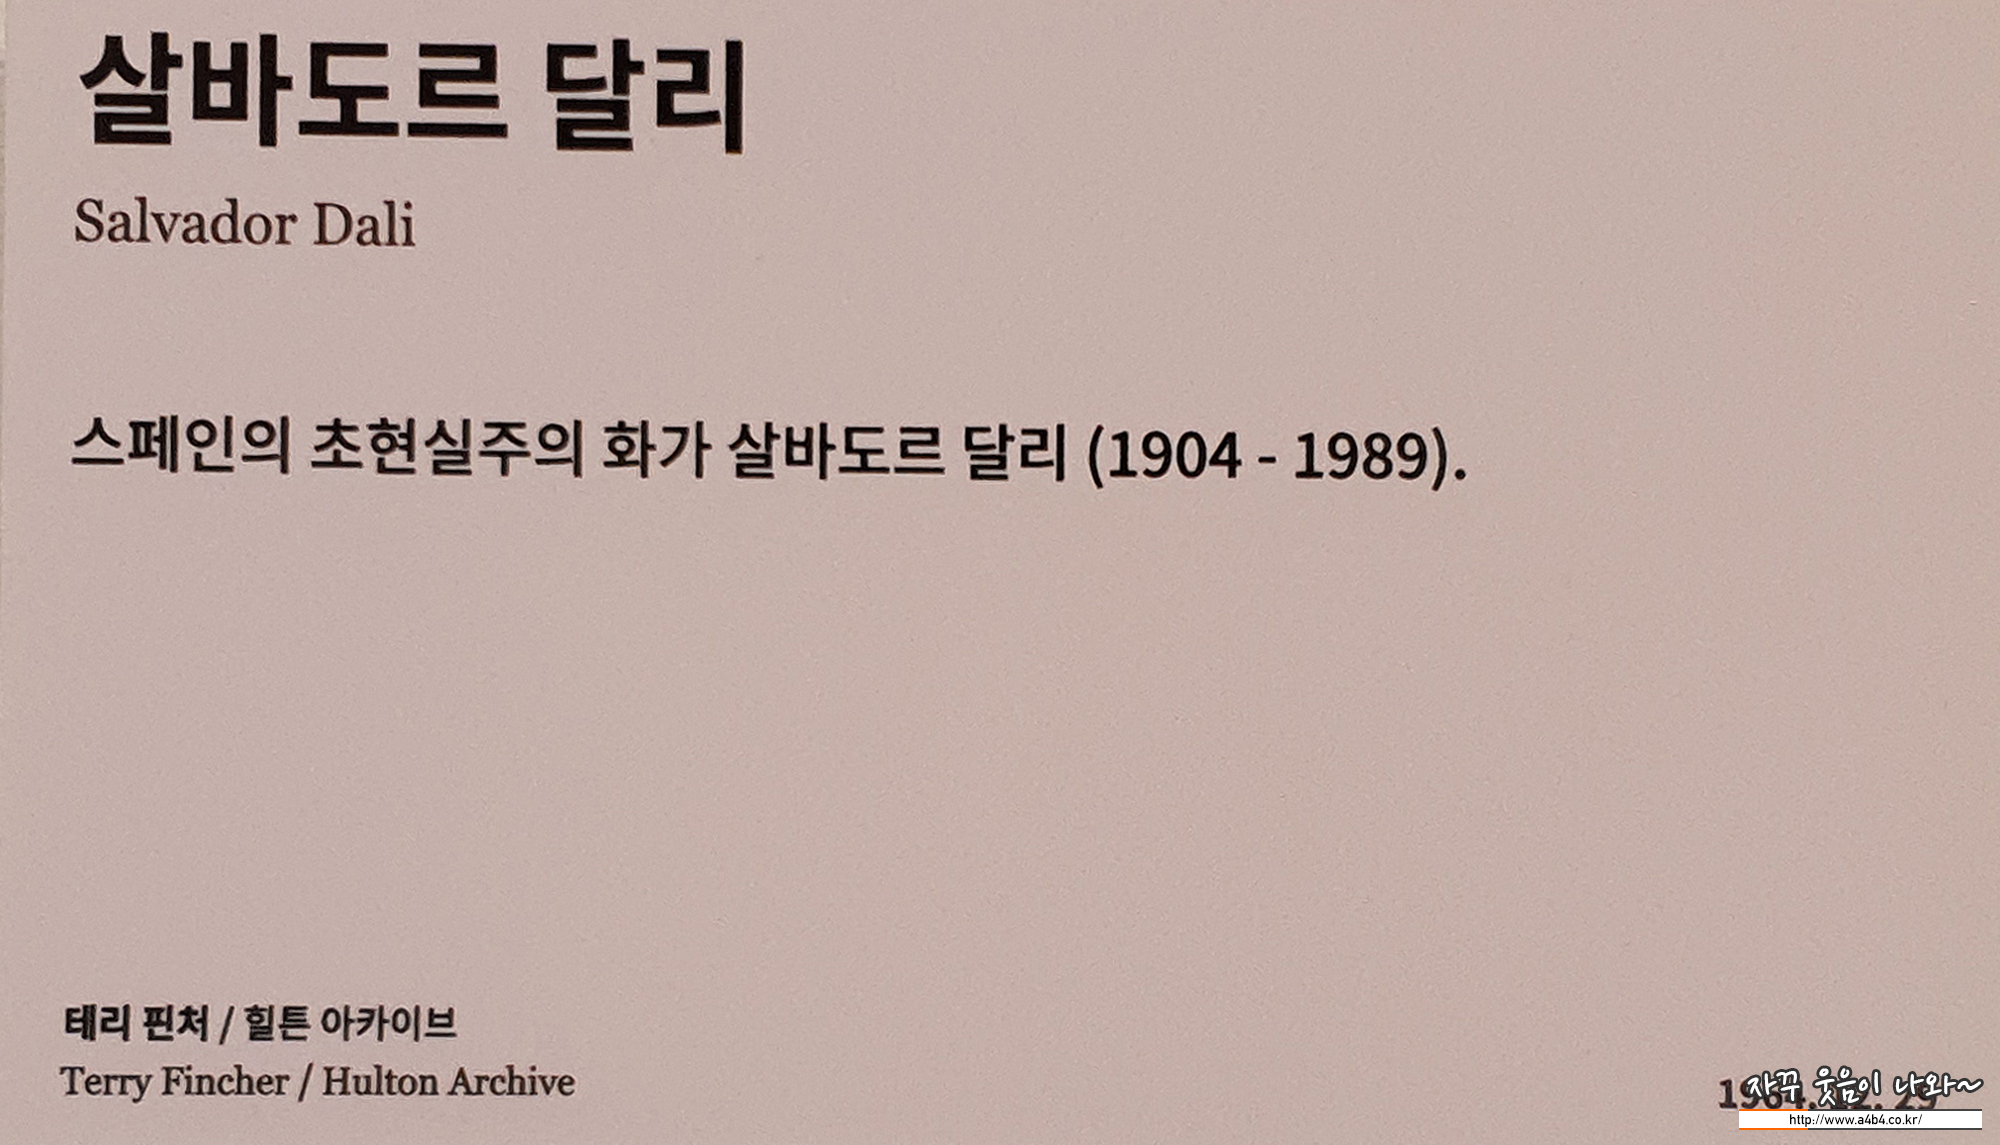 살바도르 달리
Salvador Dali
스페인의 초현실주의 화가 살바도르 달리 (1904 - 1989).
테리 핀처 / 힐튼 아카이브
Terry Fincher / Hulton Archive
자꾸 웃음이 나와~
http://www.a4b4.co.kr/